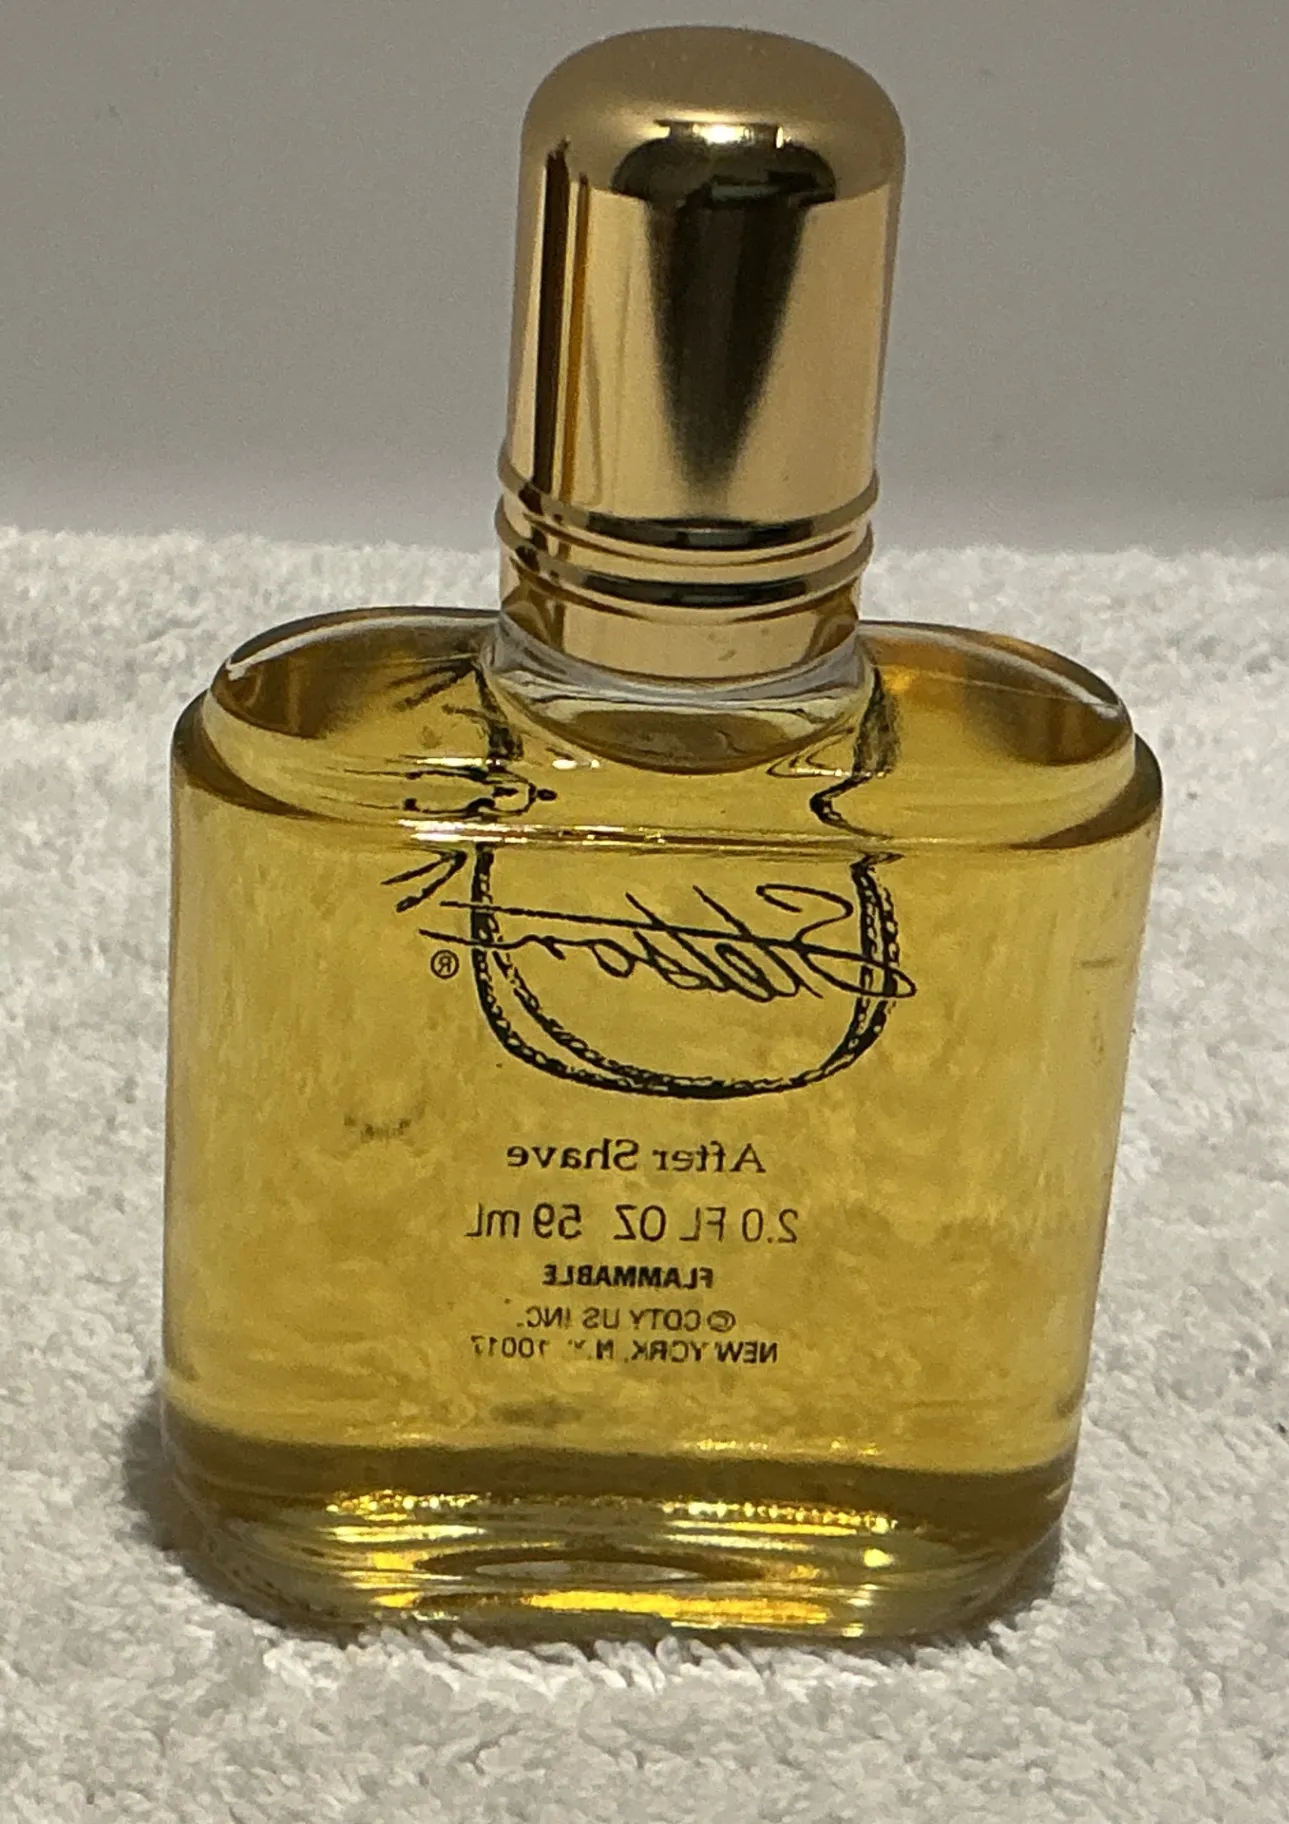 Stetson ®
After Shave
2.0 FL OZ 59 mL
FLAMMABLE
© COTY US INC.
NEW YORK, N.Y. 10017